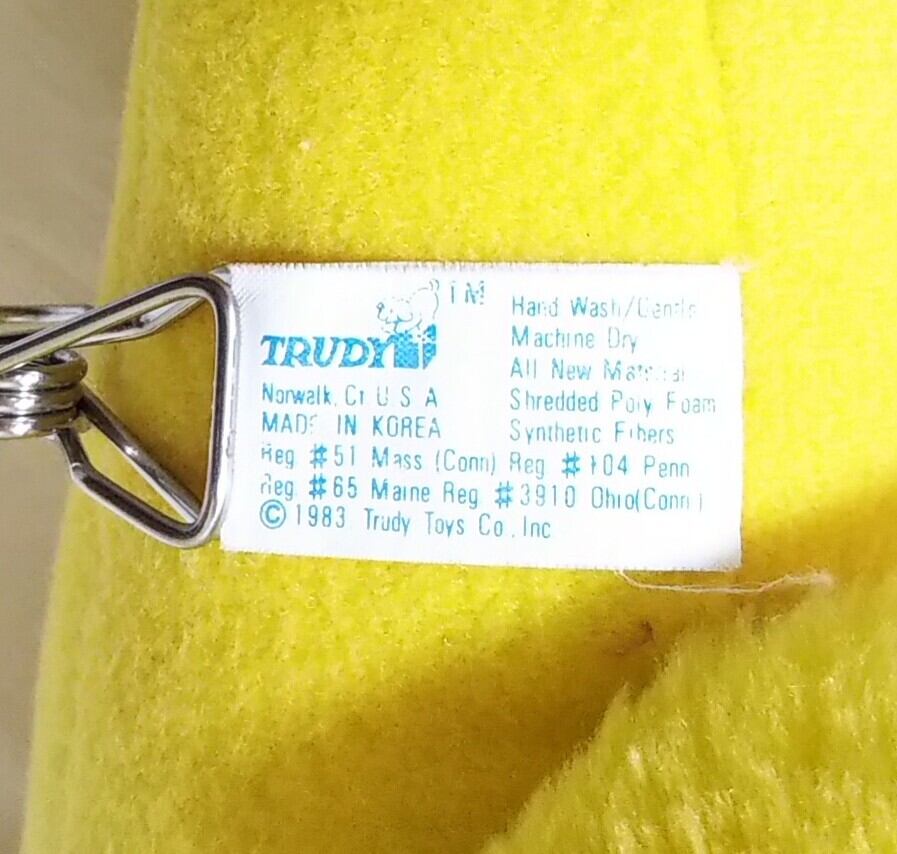 TM
TRUDY
Norwalk, Ct U S A
MADE IN KOREA
Hand Wash/Gentle
Machine Dry
All New Material
Shredded Poly Foam
Synthetic Fibers
Reg #51 Mass (Conn) Reg #104 Penn
Reg #65 Maine Reg #3910 Ohio(Conn)
©1983 Trudy Toys Co., Inc